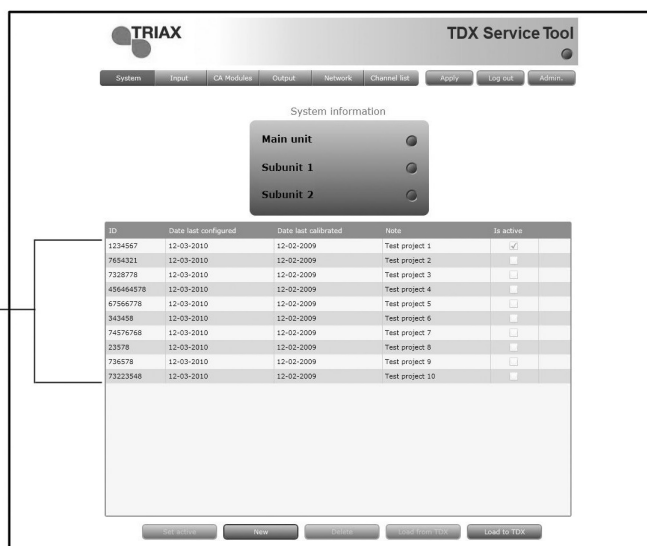 TRIAX
TDX Service Tool
System Input CA Modules Output Network Channel list Apply Log out Admin.
System information
Main unit
Subunit 1
Subunit 2
ID Date last configured Date last calibrated Note Is active
1234567 12-03-2010 12-02-2009 Test project 1
7654321 12-03-2010 12-02-2009 Test project 2
7328778 12-03-2010 12-02-2009 Test project 3
456464578 12-03-2010 12-02-2009 Test project 4
67566778 12-03-2010 12-02-2009 Test project 5
343458 12-03-2010 12-02-2009 Test project 6
74576768 12-03-2010 12-02-2009 Test project 7
23578 12-03-2010 12-02-2009 Test project 8
736578 12-03-2010 12-02-2009 Test project 9
73223548 12-03-2010 12-02-2009 Test project 10
Set active New Delete Load from TDX Load to TDX